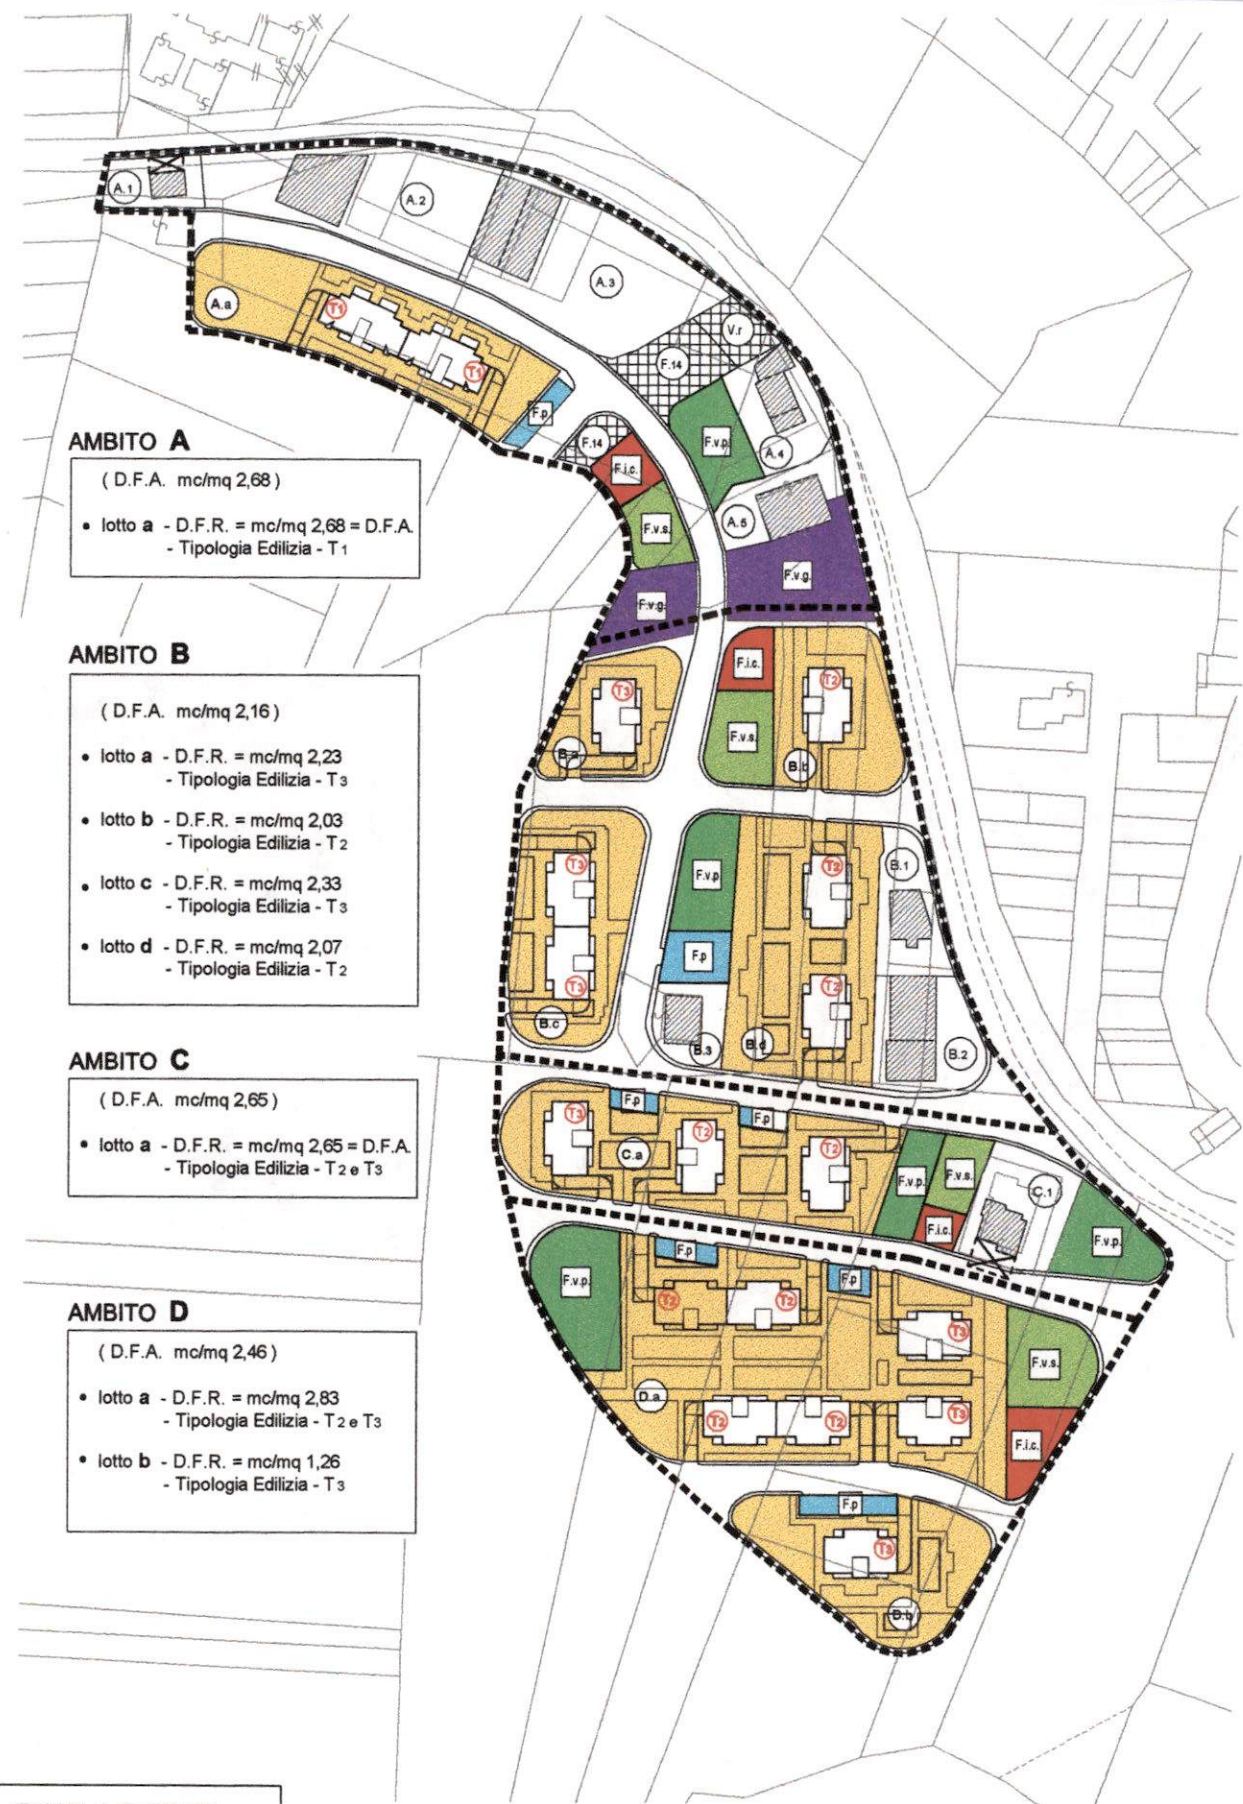 A.1
A.2
A.3
A.a
T1
T1
V.r
F.14
F.p
F.14
F.v.p.
A.4
F.i.c.
A.5
F.v.s.
F.v.g.
F.v.g.
AMBITO A
( D.F.A. mc/mq 2,68 )
• lotto a - D.F.R. = mc/mq 2,68 = D.F.A.
- Tipologia Edilizia - T1
AMBITO B
( D.F.A. mc/mq 2,16 )
• lotto a - D.F.R. = mc/mq 2,23
- Tipologia Edilizia - T3
• lotto b - D.F.R. = mc/mq 2,03
- Tipologia Edilizia - T2
• lotto c - D.F.R. = mc/mq 2,33
- Tipologia Edilizia - T3
• lotto d - D.F.R. = mc/mq 2,07
- Tipologia Edilizia - T2
AMBITO C
( D.F.A. mc/mq 2,65 )
• lotto a - D.F.R. = mc/mq 2,65 = D.F.A.
- Tipologia Edilizia - T2 e T3
AMBITO D
( D.F.A. mc/mq 2,46 )
• lotto a - D.F.R. = mc/mq 2,83
- Tipologia Edilizia - T2 e T3
• lotto b - D.F.R. = mc/mq 1,26
- Tipologia Edilizia - T3
F.i.c.
T3
T2
F.v.s.
B.a
B.b
T3
T2
B.1
F.v.p
F.p
T3
T2
B.c
B.3
B.d
B.2
F.p
F.p
T3
T2
T2
C.a
F.v.p.
F.v.s.
C.1
F.i.c.
F.v.p.
F.p
F.p
F.v.p.
T2
T2
T3
F.v.s.
D.a
T2
T2
T3
F.i.c.
F.p
T3
D.b